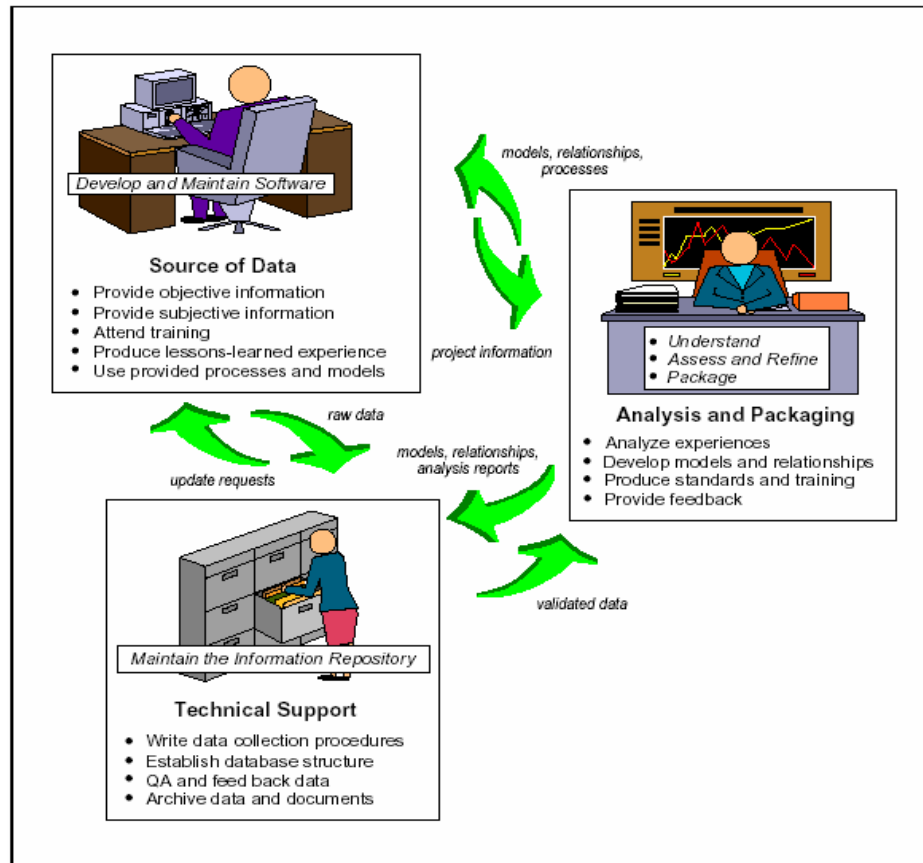 Develop and Maintain Software
Source of Data
• Provide objective information
• Provide subjective information
• Attend training
• Produce lessons-learned experience
• Use provided processes and models
models, relationships,
processes
project information
• Understand
• Assess and Refine
• Package
Analysis and Packaging
• Analyze experiences
• Develop models and relationships
• Produce standards and training
• Provide feedback
raw data
update requests
models, relationships,
analysis reports
validated data
Maintain the Information Repository
Technical Support
• Write data collection procedures
• Establish database structure
• QA and feed back data
• Archive data and documents